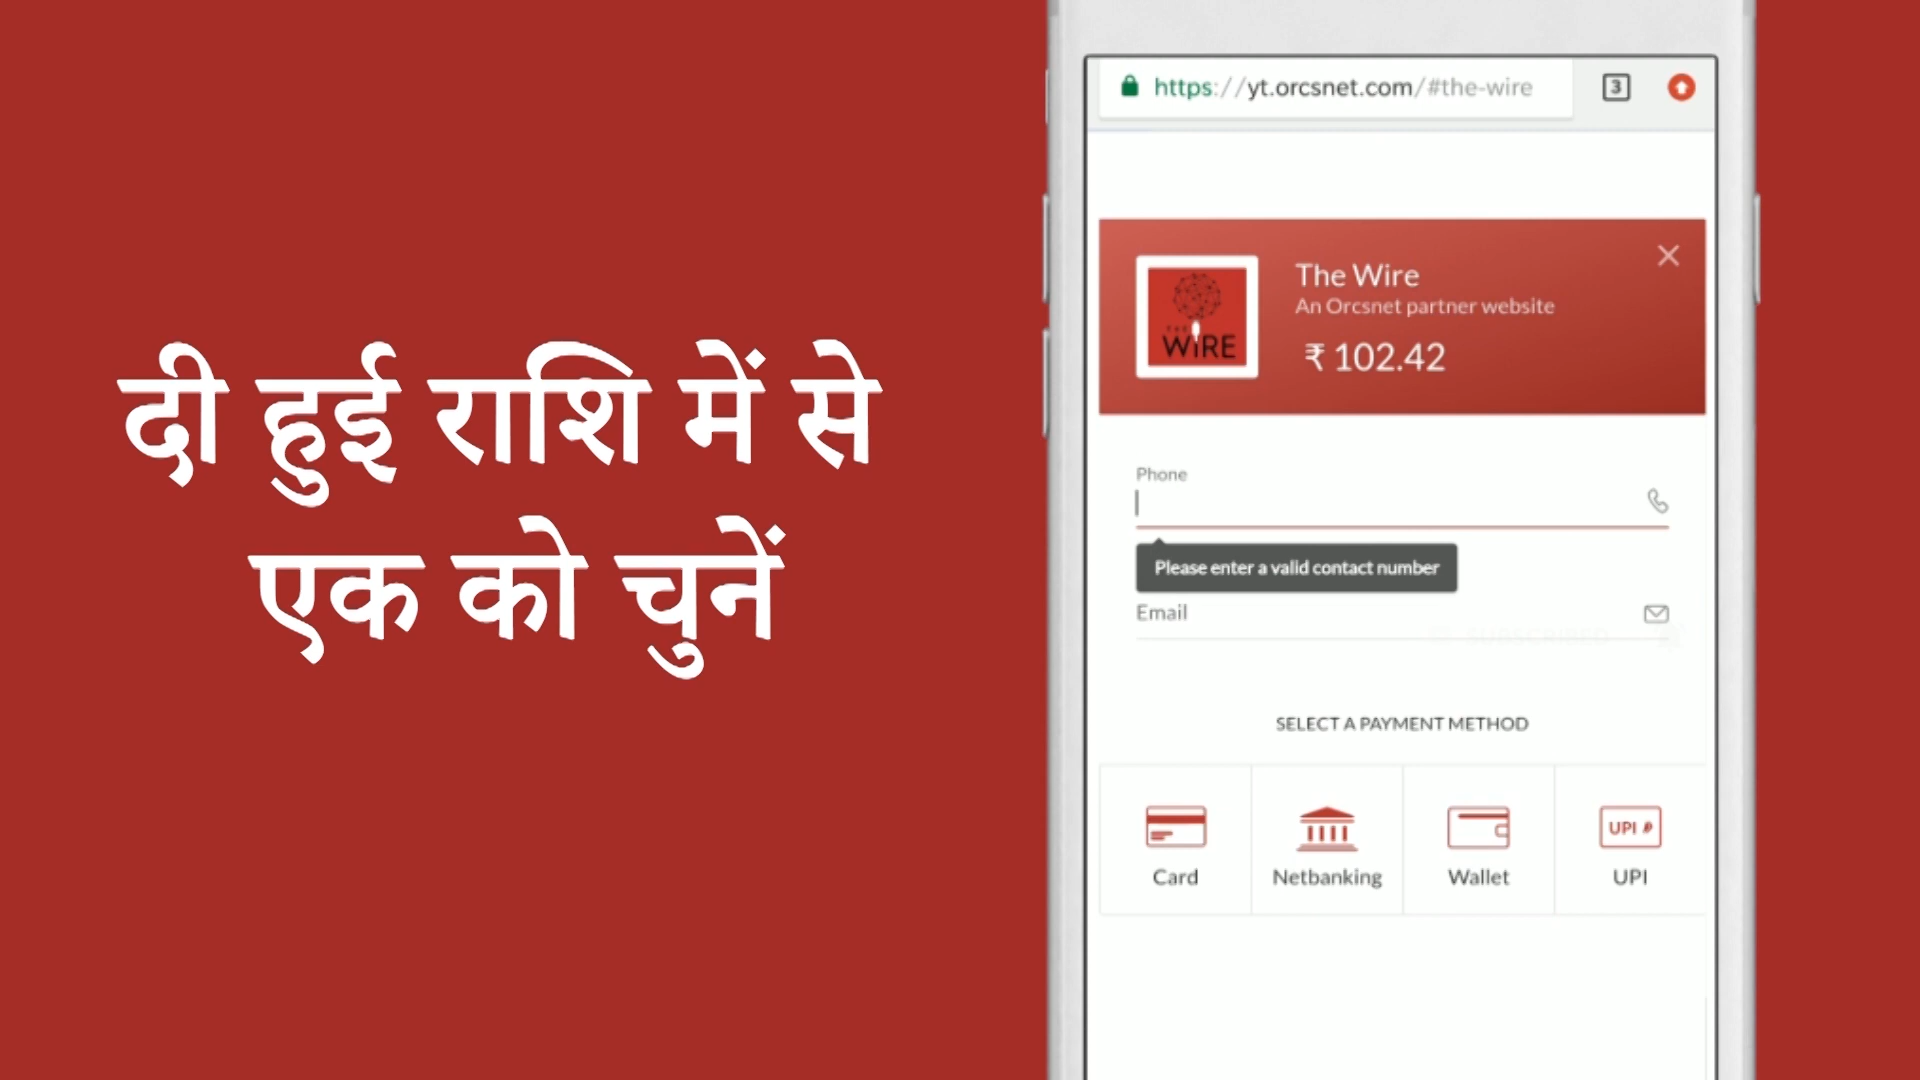 दी हुई राशि में से
एक को चुनें
https://yt.orcsnet.com/#the-wire
3
The Wire
An Orcsnet partner website
₹ 102.42
THE
WIRE
Phone
Please enter a valid contact number
Email
SUBSCRIBED
SELECT A PAYMENT METHOD
UPI
Card
Netbanking
Wallet
UPI